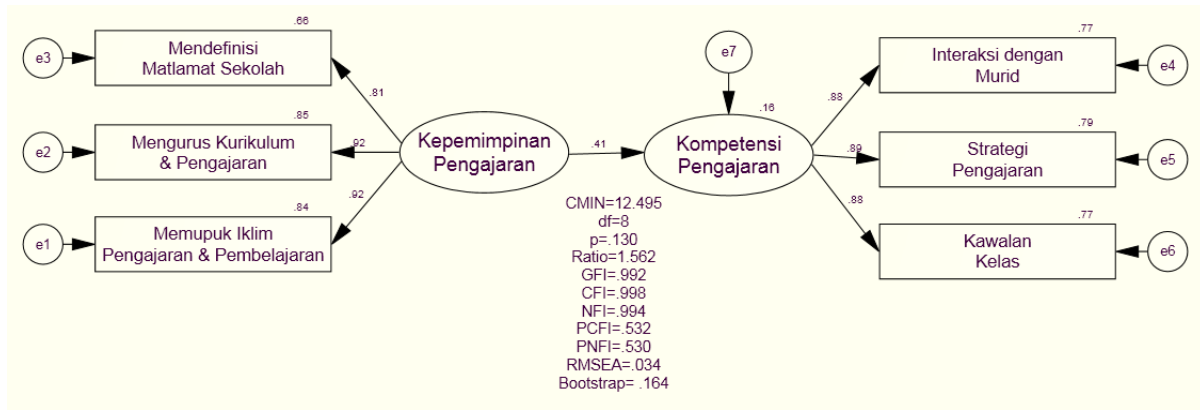 .66
e3
Mendefinisi
Matlamat Sekolah
.81
.85
e2
Mengurus Kurikulum
& Pengajaran
.92
.84
e1
Memupuk Iklim
Pengajaran & Pembelajaran
.92
Kepemimpinan
Pengajaran
.41
e7
.16
Kompetensi
Pengajaran
.77
Interaksi dengan
Murid
e4
.88
.79
Strategi
Pengajaran
e5
.89
.77
Kawalan
Kelas
e6
.88
CMIN=12.495
df=8
p=.130
Ratio=1.562
GFI=.992
CFI=.998
NFI=.994
PCFI=.532
PNFI=.530
RMSEA=.034
Bootstrap= .164